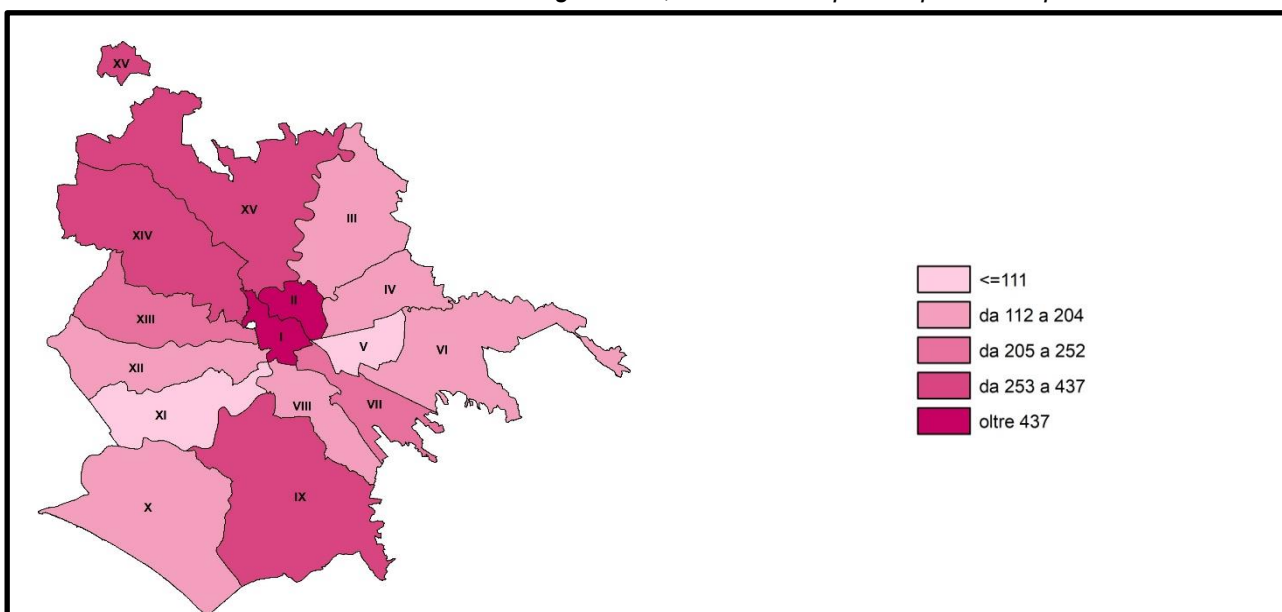 XV
XV
III
XIV
IV
II
XIII
I
V
VI
XII
VIII
VII
XI
IX
X
<=111
da 112 a 204
da 205 a 252
da 253 a 437
oltre 437